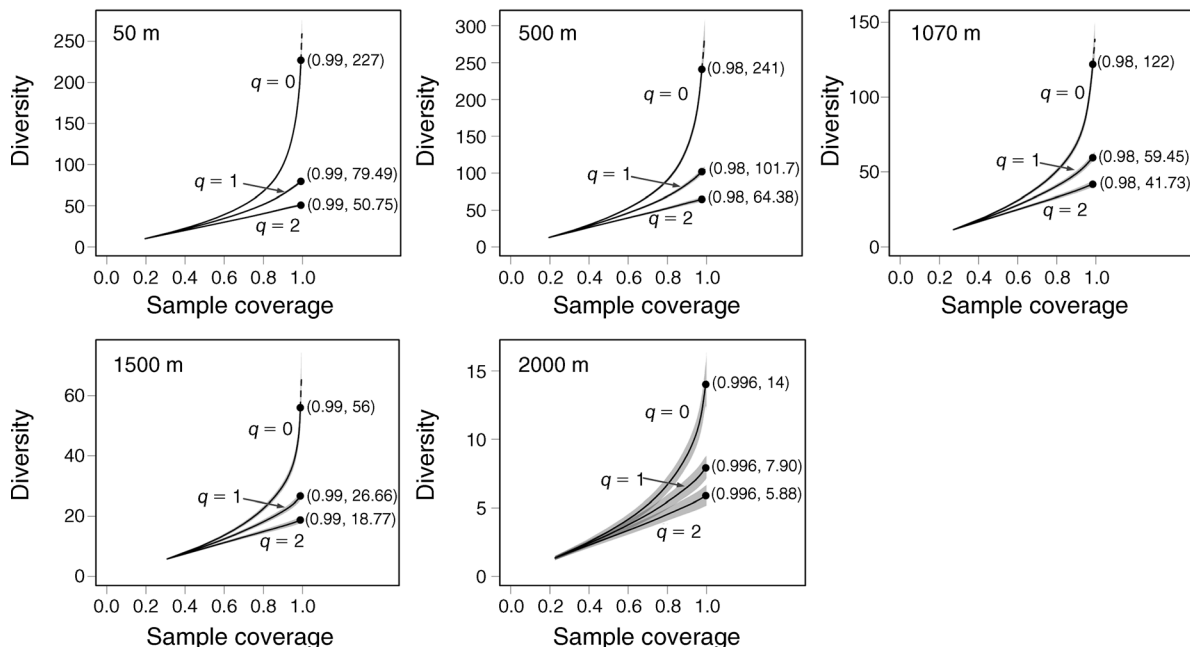 50 m
250
200
150
100
50
0
Diversity
q = 0
q = 1
q = 2
(0.99, 227)
(0.99, 79.49)
(0.99, 50.75)
0.0 0.2 0.4 0.6 0.8 1.0
Sample coverage
500 m
300
250
200
150
100
50
0
Diversity
q = 0
q = 1
q = 2
(0.98, 241)
(0.98, 101.7)
(0.98, 64.38)
0.0 0.2 0.4 0.6 0.8 1.0
Sample coverage
1070 m
150
100
50
0
Diversity
q = 0
q = 1
q = 2
(0.98, 122)
(0.98, 59.45)
(0.98, 41.73)
0.0 0.2 0.4 0.6 0.8 1.0
Sample coverage
1500 m
60
40
20
0
Diversity
q = 0
q = 1
q = 2
(0.99, 56)
(0.99, 26.66)
(0.99, 18.77)
0.0 0.2 0.4 0.6 0.8 1.0
Sample coverage
2000 m
15
10
5
0
Diversity
q = 0
q = 1
q = 2
(0.996, 14)
(0.996, 7.90)
(0.996, 5.88)
0.0 0.2 0.4 0.6 0.8 1.0
Sample coverage